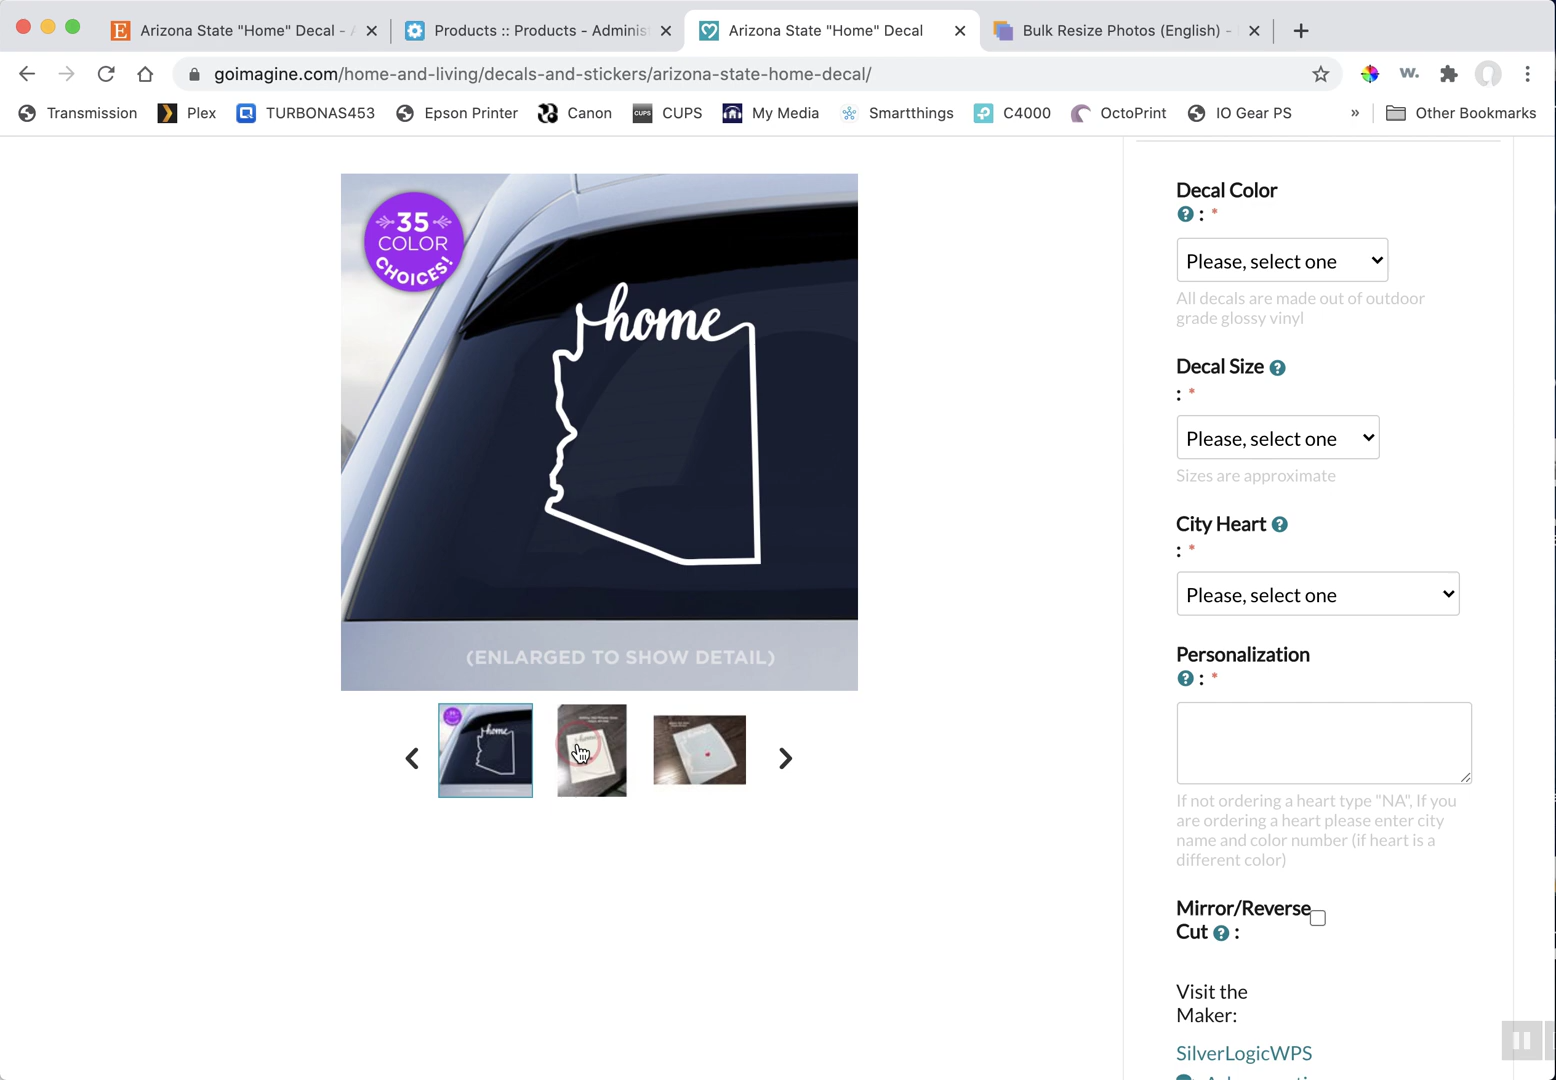 Arizona State "Home" Decal -
Products :: Products - Adminis
Arizona State "Home" Decal
Bulk Resize Photos (English) -
goimagine.com/home-and-living/decals-and-stickers/arizona-state-home-decal/
w.
Transmission
Plex
TURBONAS453
Epson Printer
Canon
CUPS
CUPS
My Media
Smartthings
C4000
OctoPrint
IO Gear PS
»
Other Bookmarks
35
COLOR
CHOICES!
home
(ENLARGED TO SHOW DETAIL)
home
Decal Color
? : *
Please, select one
All decals are made out of outdoor
grade glossy vinyl
Decal Size ?
: *
Please, select one
Sizes are approximate
City Heart ?
: *
Please, select one
Personalization
? : *
If not ordering a heart type "NA", If you
are ordering a heart please enter city
name and color number (if heart is a
different color)
Mirror/Reverse
Cut ? :
Visit the
Maker:
SilverLogicWPS